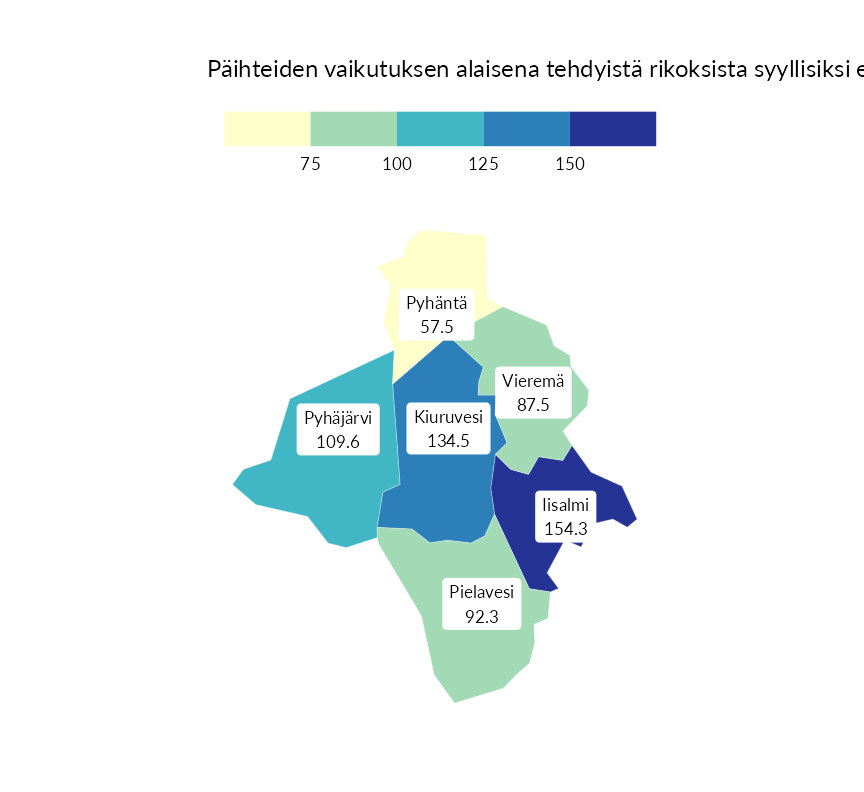 Päihteiden vaikutuksen alaisena tehdyistä rikoksista syyllisiksi
75 100 125 150
Pyhäntä
57.5
Vieremä
87.5
Pyhäjärvi
109.6
Kiuruvesi
134.5
Iisalmi
154.3
Pielavesi
92.3